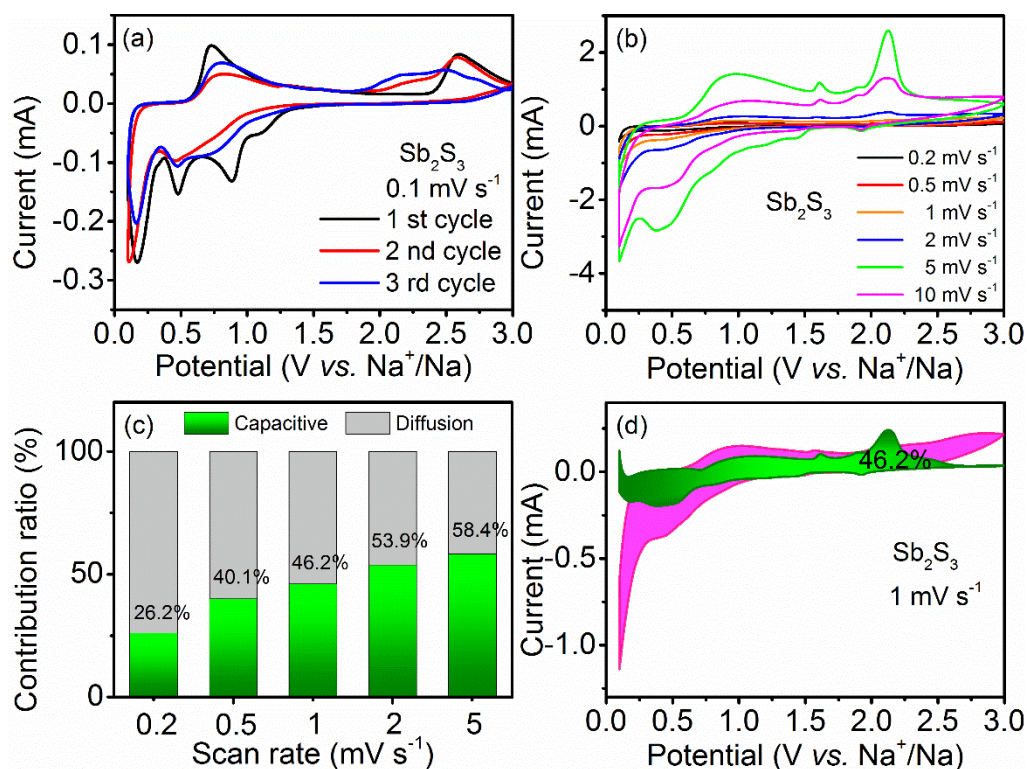 (a)
0.1
0.0
-0.1
-0.2
-0.3
Current (mA)
Sb₂S₃
0.1 mV s⁻¹
1 st cycle
2 nd cycle
3 rd cycle
0.0 0.5 1.0 1.5 2.0 2.5 3.0
Potential (V vs. Na⁺/Na)
(b)
2
0
-2
-4
Current (mA)
Sb₂S₃
0.2 mV s⁻¹
0.5 mV s⁻¹
1 mV s⁻¹
2 mV s⁻¹
5 mV s⁻¹
10 mV s⁻¹
0.0 0.5 1.0 1.5 2.0 2.5 3.0
Potential (V vs. Na⁺/Na)
(c)
Capacitive
Diffusion
100
50
0
Contribution ratio (%)
26.2%
40.1%
46.2%
53.9%
58.4%
0.2 0.5 1 2 5
Scan rate (mV s⁻¹)
(d)
0.0
-0.5
-1.0
Current (mA)
46.2%
Sb₂S₃
1 mV s⁻¹
0.0 0.5 1.0 1.5 2.0 2.5 3.0
Potential (V vs. Na⁺/Na)